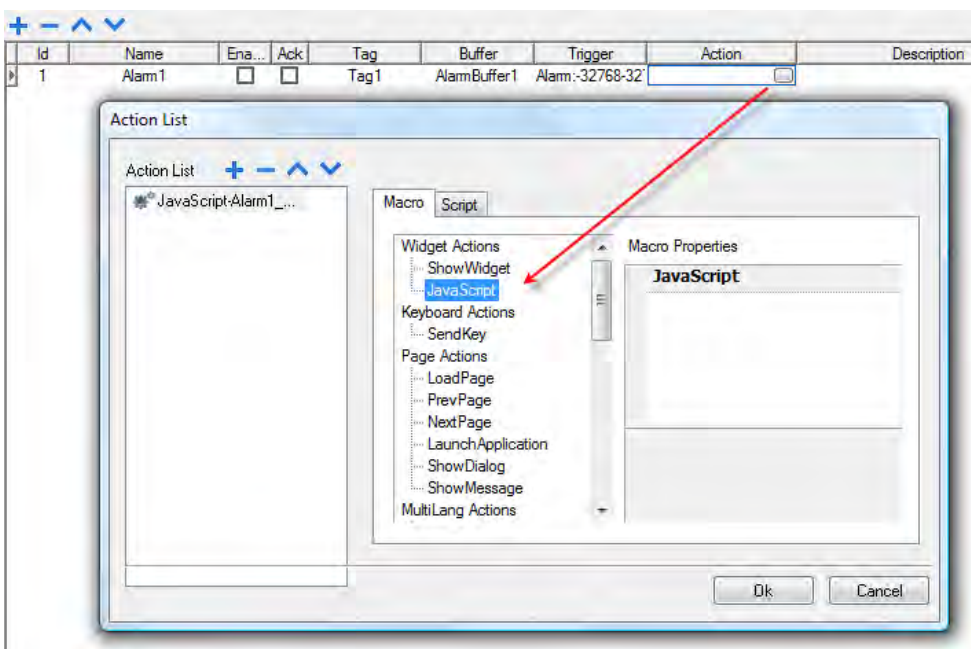 Id Name Ena... Ack Tag Buffer Trigger Action Description
1 Alarm1 Tag1 AlarmBuffer1 Alarm:-32768-32
Action List
Action List
JavaScript-Alarm1_...
Macro Script
Widget Actions
ShowWidget
JavaScript
Keyboard Actions
SendKey
Page Actions
LoadPage
PrevPage
NextPage
LaunchApplication
ShowDialog
ShowMessage
MultiLang Actions
Macro Properties
JavaScript
Ok Cancel